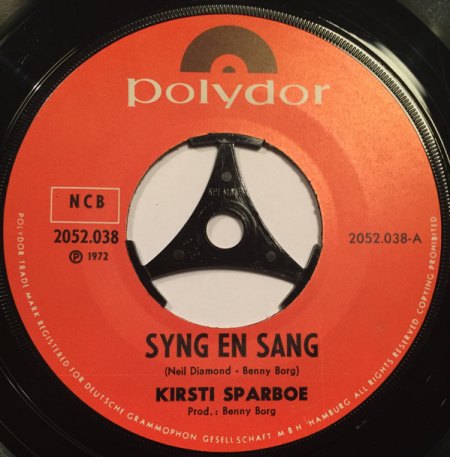 polydor
NCB
2052.038
Ⓟ 1972
2052.038-A
SYNG EN SANG
(Neil Diamond - Benny Borg)
KIRSTI SPARBOE
Prod.: Benny Borg
POLYDOR TRADE MARK REGISTERED FOR DEUTSCHE GRAMMOPHON GESELLSCHAFT MBH HAMBURG ALL RIGHTS RESERVED COPYING PROHIBITED